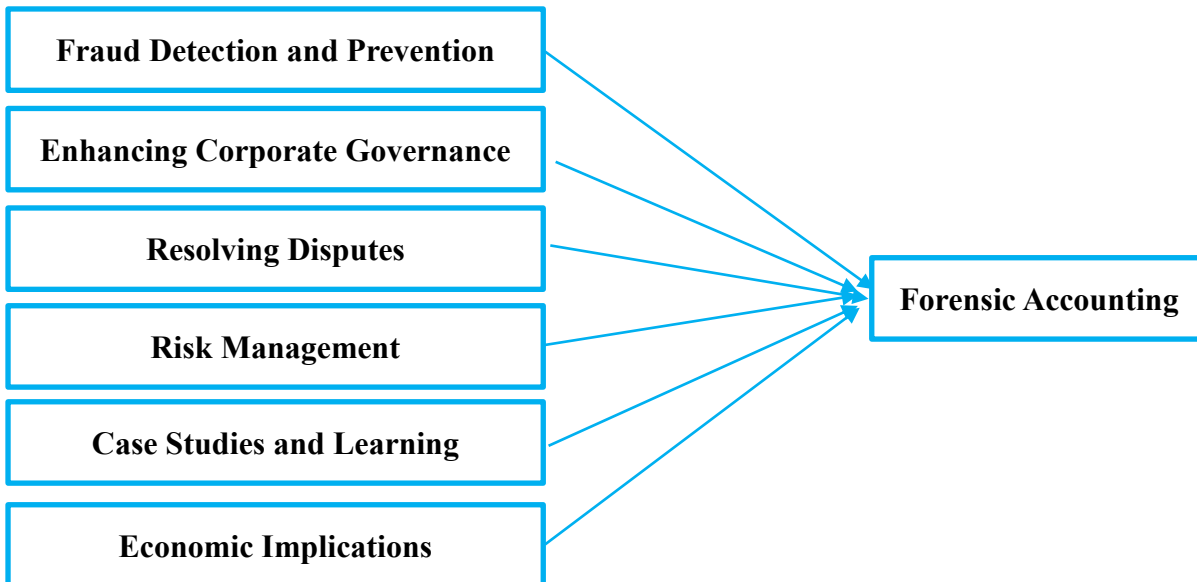 Fraud Detection and Prevention
Enhancing Corporate Governance
Resolving Disputes
Risk Management
Case Studies and Learning
Economic Implications
Forensic Accounting